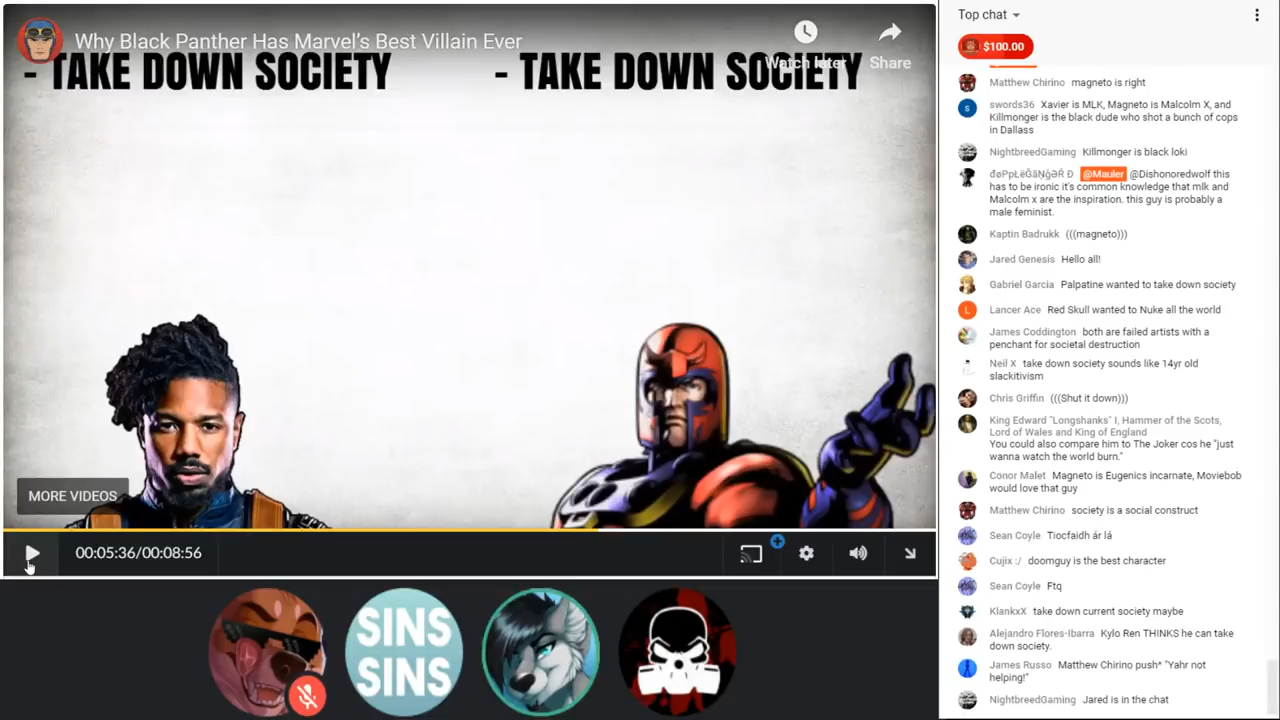 Why Black Panther Has Marvel's Best Villain Ever
Watch later
Share
- TAKE DOWN SOCIETY
- TAKE DOWN SOCIETY
MORE VIDEOS
00:05:36/00:08:56
SINS
SINS
Top chat
$100.00
Matthew Chirino magneto is right
swords36 Xavier is MLK, Magneto is Malcolm X, and
Killmonger is the black dude who shot a bunch of cops
in Dallass
NightbreedGaming Killmonger is black loki
@Mauler @Dishonoredwolf this
has to be ironic it's common knowledge that mlk and
Malcolm x are the inspiration. this guy is probably a
male feminist.
Kaptin Badrukk (((magneto)))
Jared Genesis Hello all!
Gabriel Garcia Palpatine wanted to take down society
L
Lancer Ace Red Skull wanted to Nuke all the world
James Coddington both are failed artists with a
penchant for societal destruction
Neil X take down society sounds like 14yr old
slackitivism
Chris Griffin (((Shut it down)))
King Edward "Longshanks" I, Hammer of the Scots,
Lord of Wales and King of England
You could also compare him to The Joker cos he "just
wanna watch the world burn."
Conor Malet Magneto is Eugenics incarnate, Moviebob
would love that guy
Matthew Chirino society is a social construct
Sean Coyle Tiocfaidh ár lá
Cujix :/ doomguy is the best character
Sean Coyle Ftq
KlankxX take down current society maybe
Alejandro Flores-Ibarra Kylo Ren THINKS he can take
down society.
James Russo Matthew Chirino push* "Yahr not
helping!"
NightbreedGaming Jared is in the chat